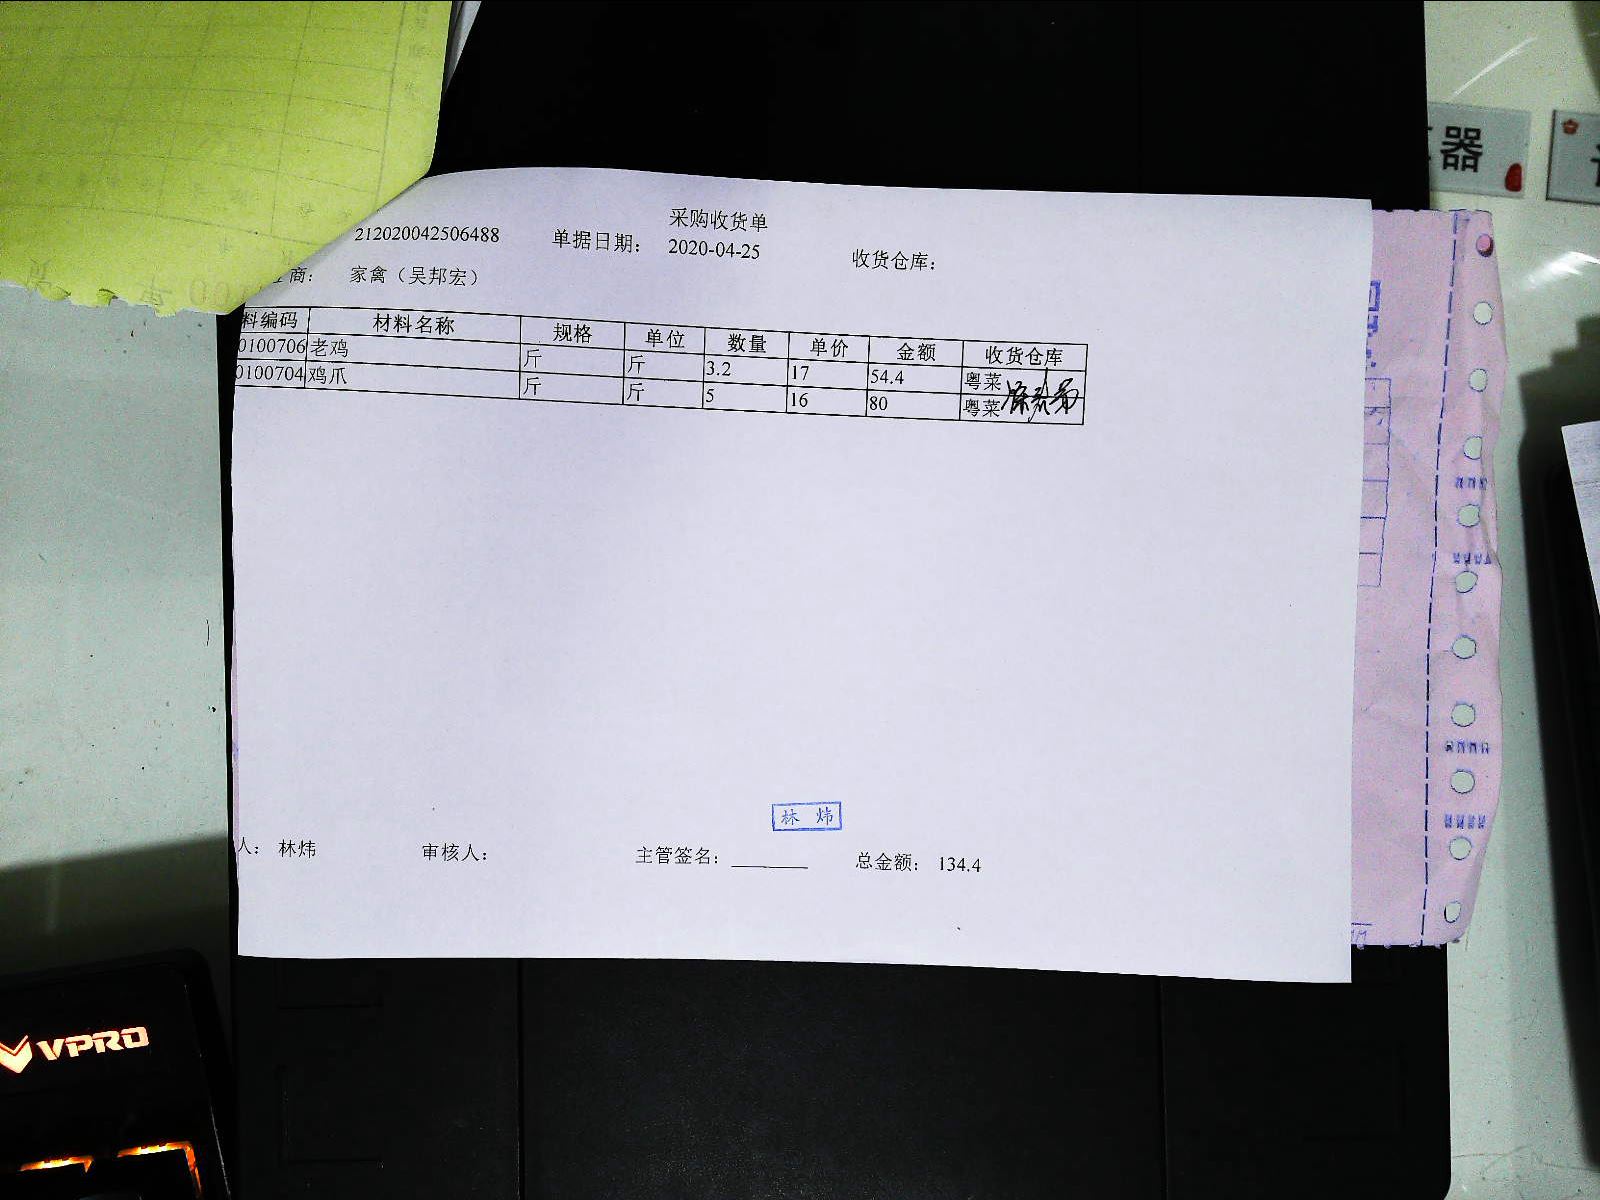 采购收货单
212020042506488 单据日期: 2020-04-25 收货仓库:
商: 家禽（吴邦宏）
料编码 材料名称 规格 单位 数量 单价 金额 收货仓库
0100706 老鸡 斤 斤 3.2 17 54.4 粤菜
0100704 鸡爪 斤 斤 5 16 80 粤菜
林 炜
人: 林炜 审核人: 主管签名: 总金额: 134.4
VPRO
器